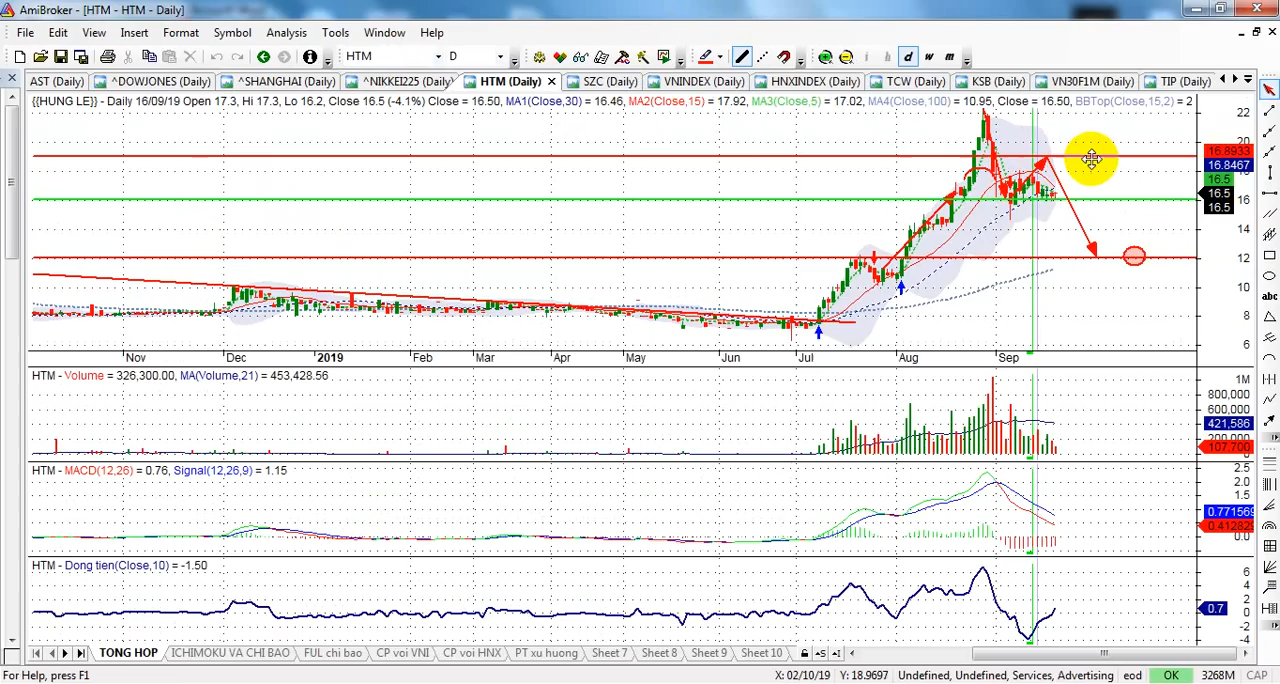 AmiBroker - [HTM - HTM - Daily]
File Edit View Insert Format Symbol Analysis Tools Window Help
HTM D i h d w m
AST (Daily) ^DOWJONES (Daily) ^SHANGHAI (Daily) ^NIKKEI225 (Daily) HTM (Daily) SZC (Daily) VNINDEX (Daily) HNXINDEX (Daily) TCW (Daily) KSB (Daily) VN30F1M (Daily) TIP (Daily)
{{HUNG LE}} - Daily 16/09/19 Open 17.3, Hi 17.3, Lo 16.2, Close 16.5 (-4.1%) Close = 16.50, MA1(Close,30) = 16.46, MA2(Close,15) = 17.92, MA3(Close,5) = 17.02, MA4(Close,100) = 10.95, Close = 16.50, BBTop(Close,15,2) = 2
22
20
16.8933
16.8467
18
16.5
16.5
16
16.5
14
12
10
8
6
abc
Nov Dec 2019 Feb Mar Apr May Jun Jul Aug Sep
HTM - Volume = 326,300.00, MA(Volume,21) = 453,428.56
1M
800,000
600,000
421,586
200,000
107,700
HTM - MACD(12,26) = 0.76, Signal(12,26,9) = 1.15
2.5
2.0
1.5
0.771569
0.412829
0.0
HTM - Dong tien(Close,10) = -1.50
6
4
2
0.7
0
-2
-4
TONG HOP ICHIMOKU VA CHI BAO FUL chi bao CP voi VNI CP voi HNX PT xu huong Sheet 7 Sheet 8 Sheet 9 Sheet 10
For Help, press F1 X: 02/10/19 Y: 18.9697 Undefined, Undefined, Services, Advertising eod OK 3268M CAP